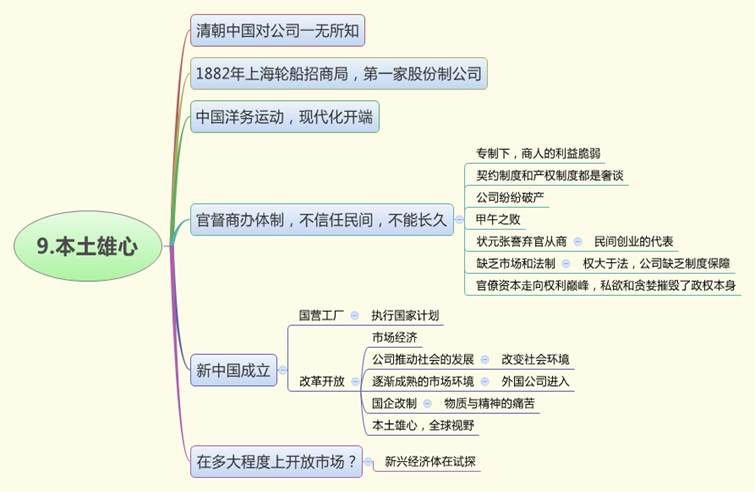 9.本土雄心
清朝中国对公司一无所知
1882年上海轮船招商局，第一家股份制公司
中国洋务运动，现代化开端
官督商办体制，不信任民间，不能长久
专制下，商人的利益脆弱
契约制度和产权制度都是奢谈
公司纷纷破产
甲午之败
状元张謇弃官从商
民间创业的代表
缺乏市场和法制
权大于法，公司缺乏制度保障
官僚资本走向权利巅峰，私欲和贪婪摧毁了政权本身
新中国成立
国营工厂
执行国家计划
改革开放
市场经济
公司推动社会的发展
改变社会环境
逐渐成熟的市场环境
外国公司进入
国企改制
物质与精神的痛苦
本土雄心，全球视野
在多大程度上开放市场？
新兴经济体在试探